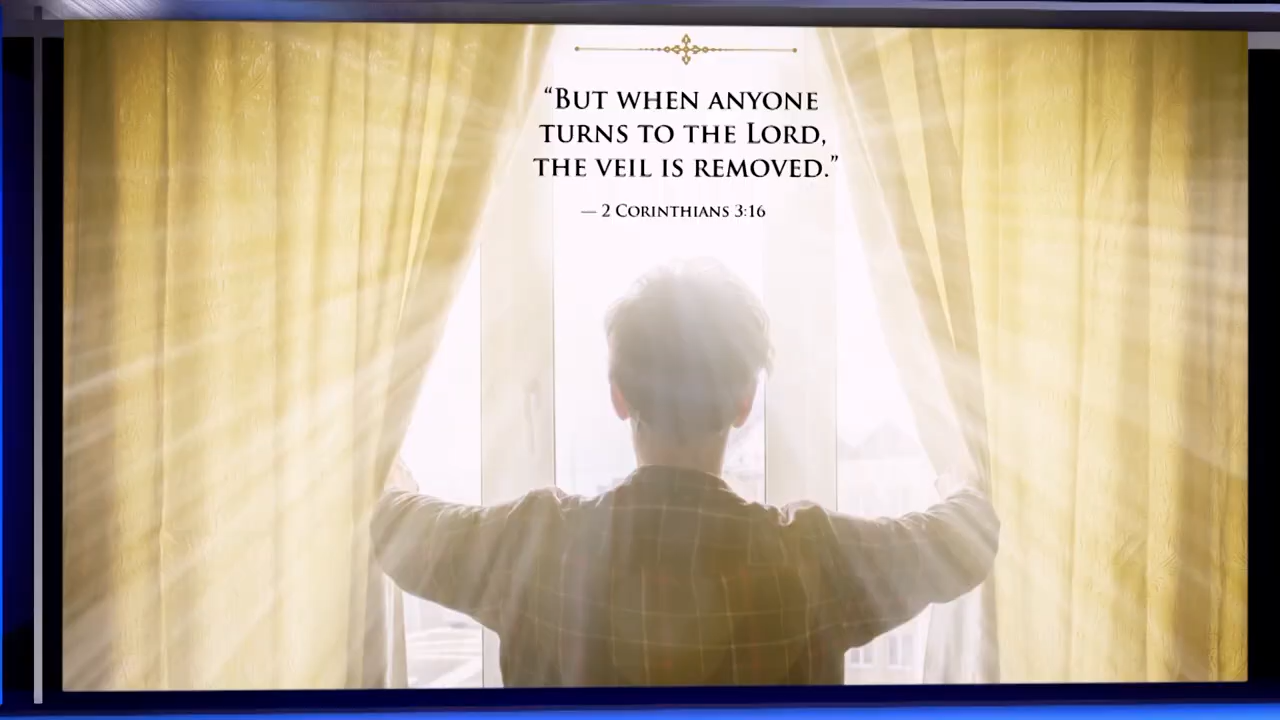 “But when anyone
turns to the Lord,
the veil is removed.”
— 2 Corinthians 3:16